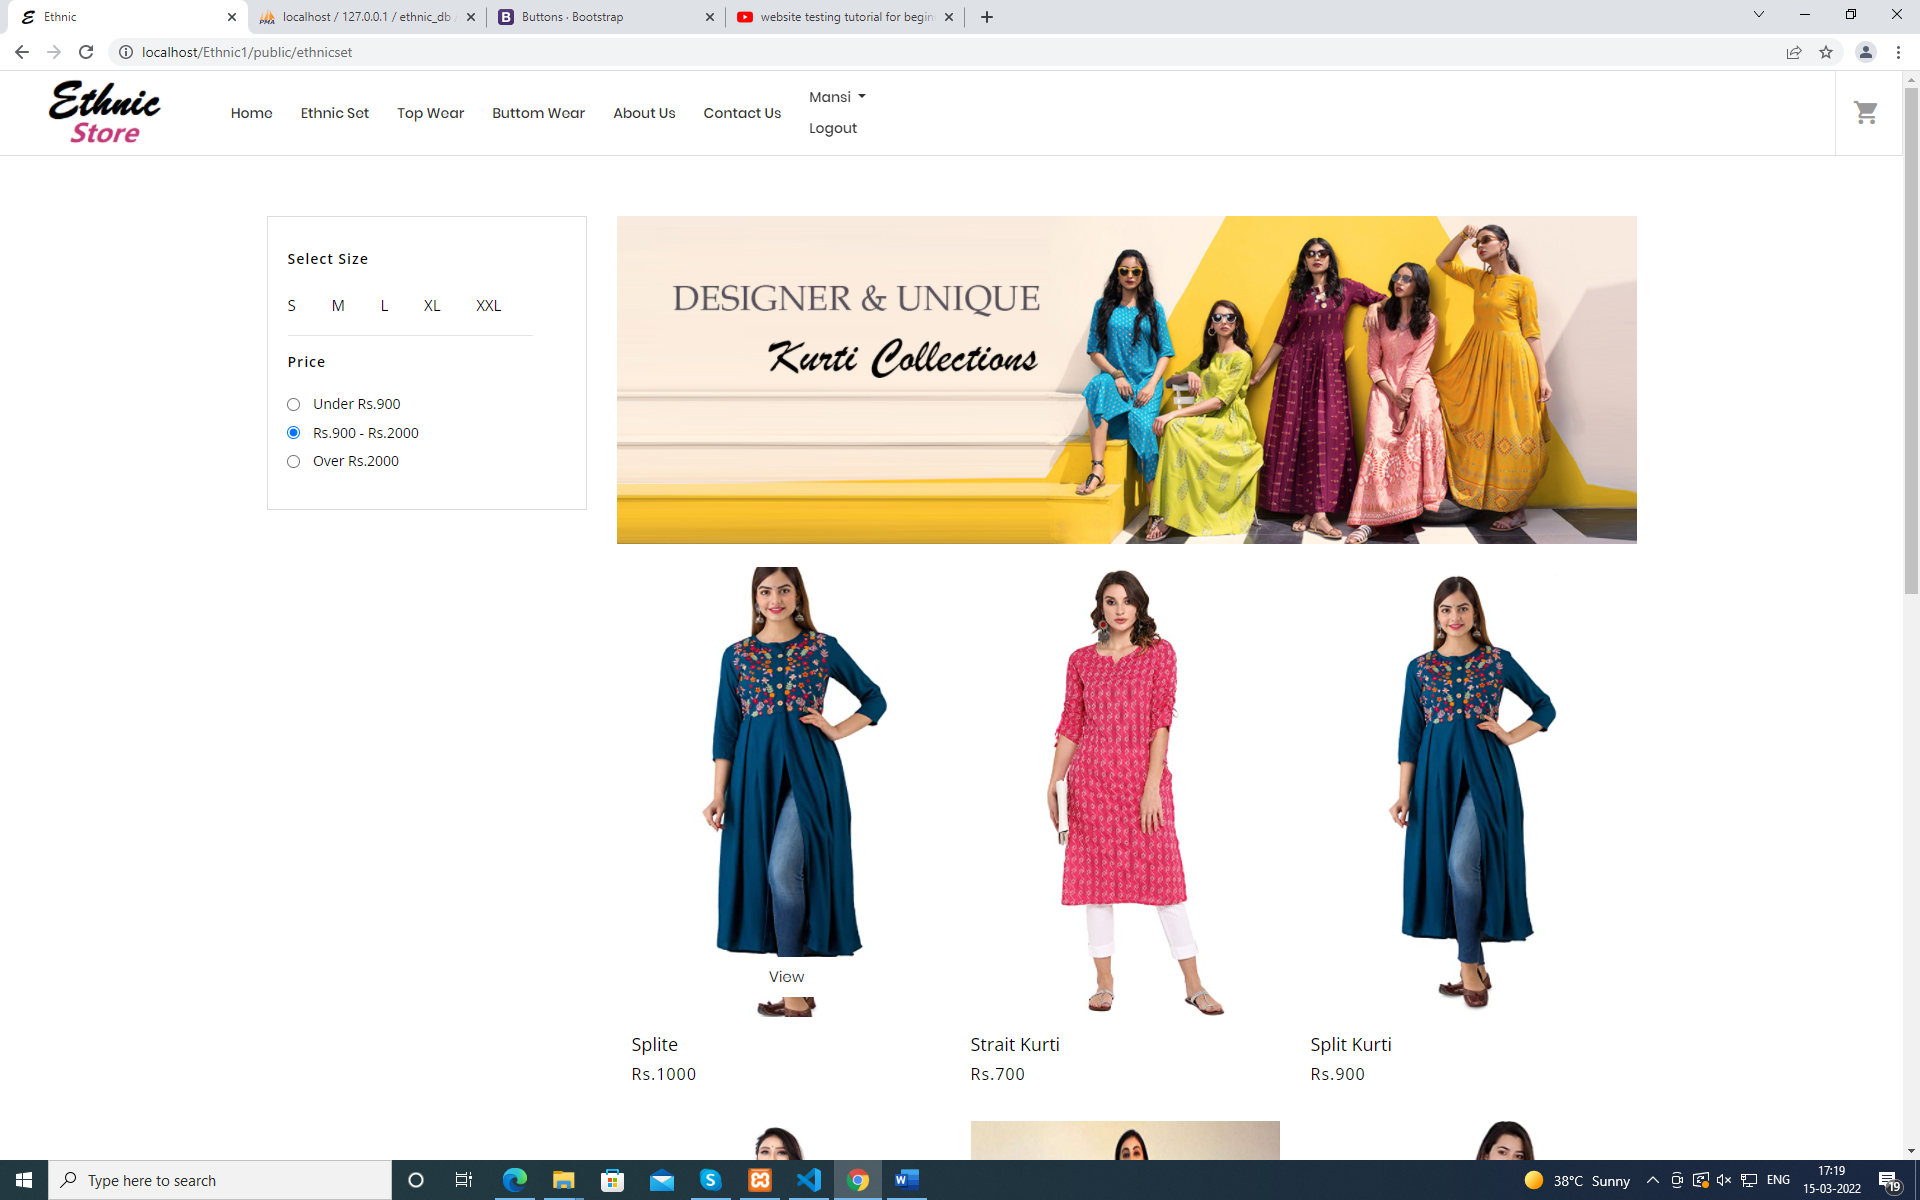 Ethnic
localhost / 127.0.0.1 / ethnic_db
Buttons · Bootstrap
website testing tutorial for begin
localhost/Ethnic1/public/ethnicset
Ethnic
Store
Home
Ethnic Set
Top Wear
Buttom Wear
About Us
Contact Us
Mansi
Logout
Select Size
S M L XL XXL
Price
Under Rs.900
Rs.900 - Rs.2000
Over Rs.2000
DESIGNER & UNIQUE
Kurti Collections
View
Splite
Rs.1000
Strait Kurti
Rs.700
Split Kurti
Rs.900
Type here to search
38°C Sunny
ENG
17:19
15-03-2022
19